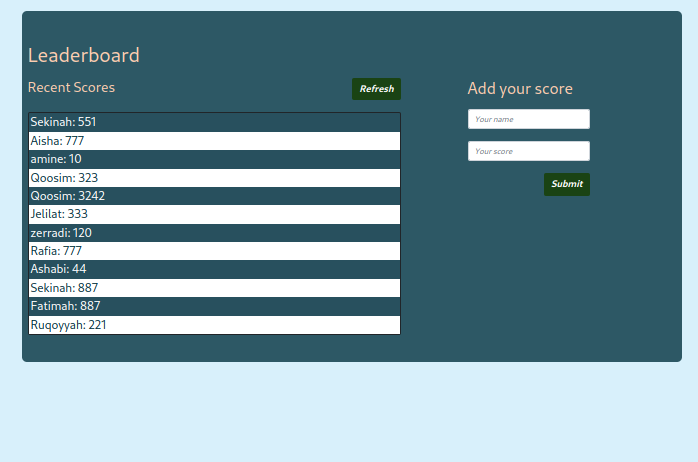 Leaderboard
Recent Scores
Refresh
Sekinah: 551
Aisha: 777
amine: 10
Qoosim: 323
Qoosim: 3242
Jelilat: 333
zerradi: 120
Rafia: 777
Ashabi: 44
Sekinah: 887
Fatimah: 887
Ruqoyyah: 221
Add your score
Your name
Your score
Submit